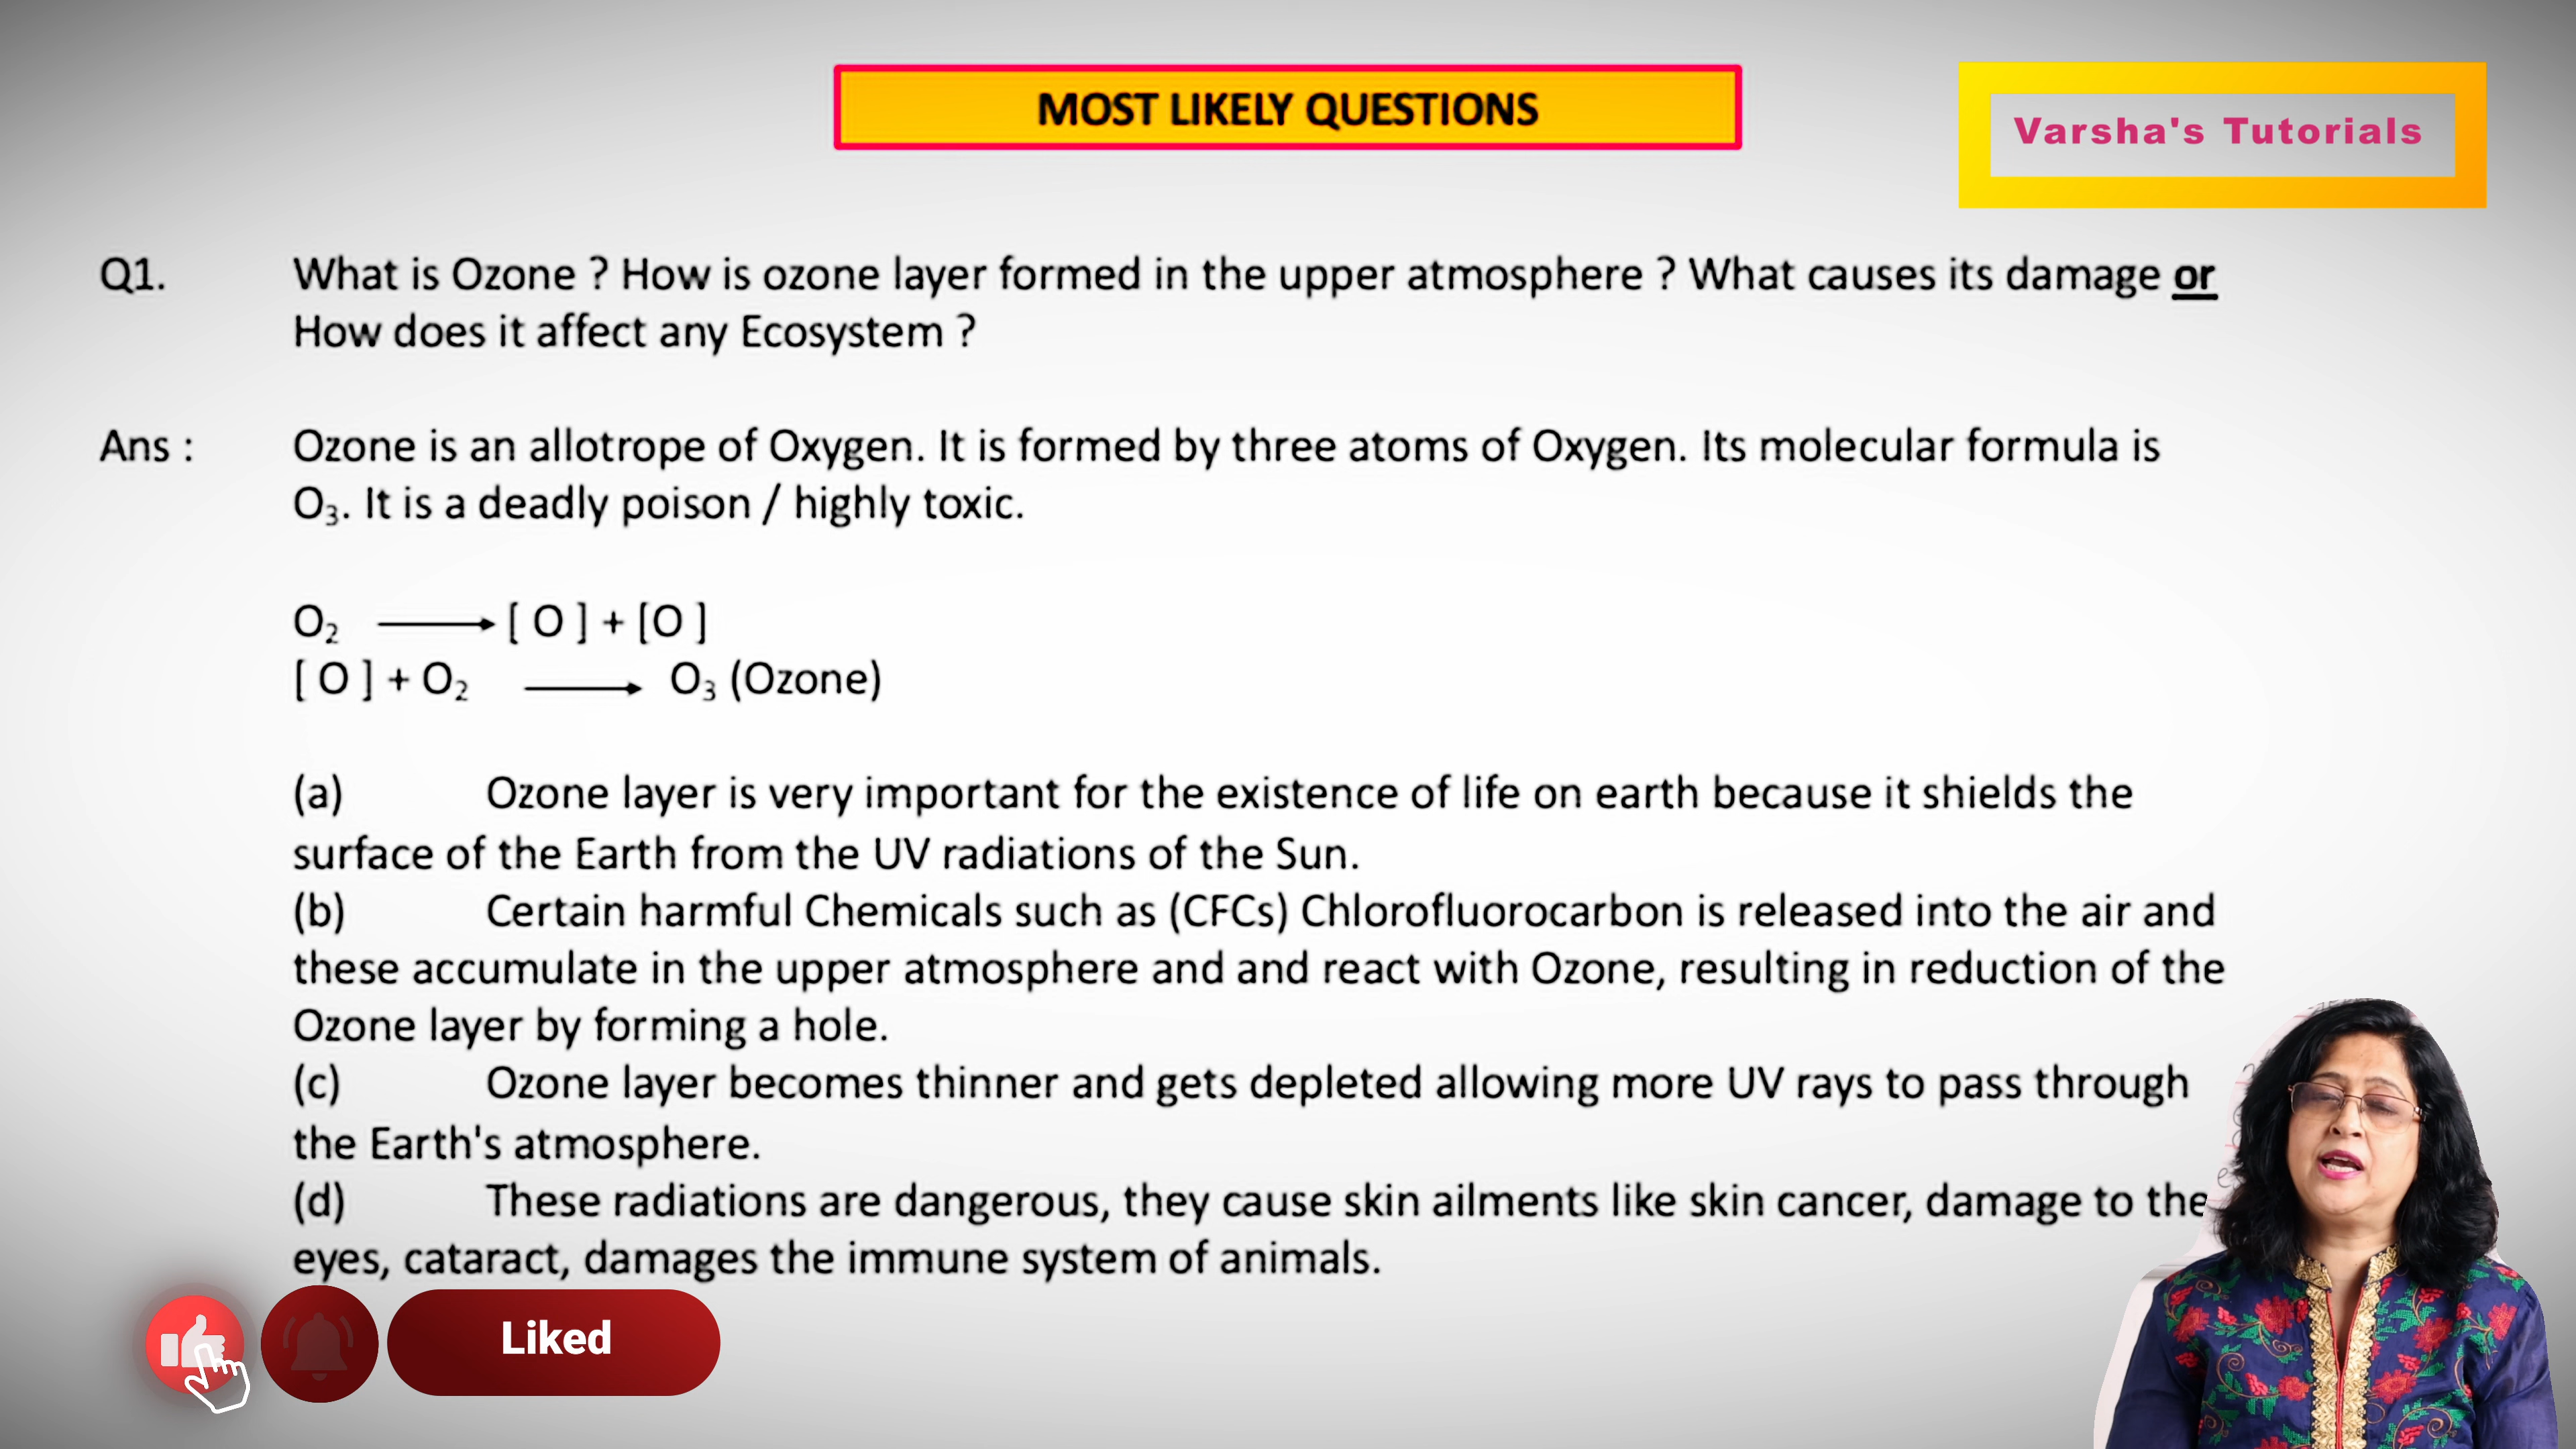 MOST LIKELY QUESTIONS
Varsha's Tutorials
Q1. What is Ozone ? How is ozone layer formed in the upper atmosphere ? What causes its damage or
How does it affect any Ecosystem ?
Ans : Ozone is an allotrope of Oxygen. It is formed by three atoms of Oxygen. Its molecular formula is
O₃. It is a deadly poison / highly toxic.
O₂ → [ O ] + [O ]
[ O ] + O₂ → O₃ (Ozone)
(a) Ozone layer is very important for the existence of life on earth because it shields the
surface of the Earth from the UV radiations of the Sun.
(b) Certain harmful Chemicals such as (CFCs) Chlorofluorocarbon is released into the air and
these accumulate in the upper atmosphere and and react with Ozone, resulting in reduction of the
Ozone layer by forming a hole.
(c) Ozone layer becomes thinner and gets depleted allowing more UV rays to pass through
the Earth's atmosphere.
(d) These radiations are dangerous, they cause skin ailments like skin cancer, damage to the
eyes, cataract, damages the immune system of animals.
Liked